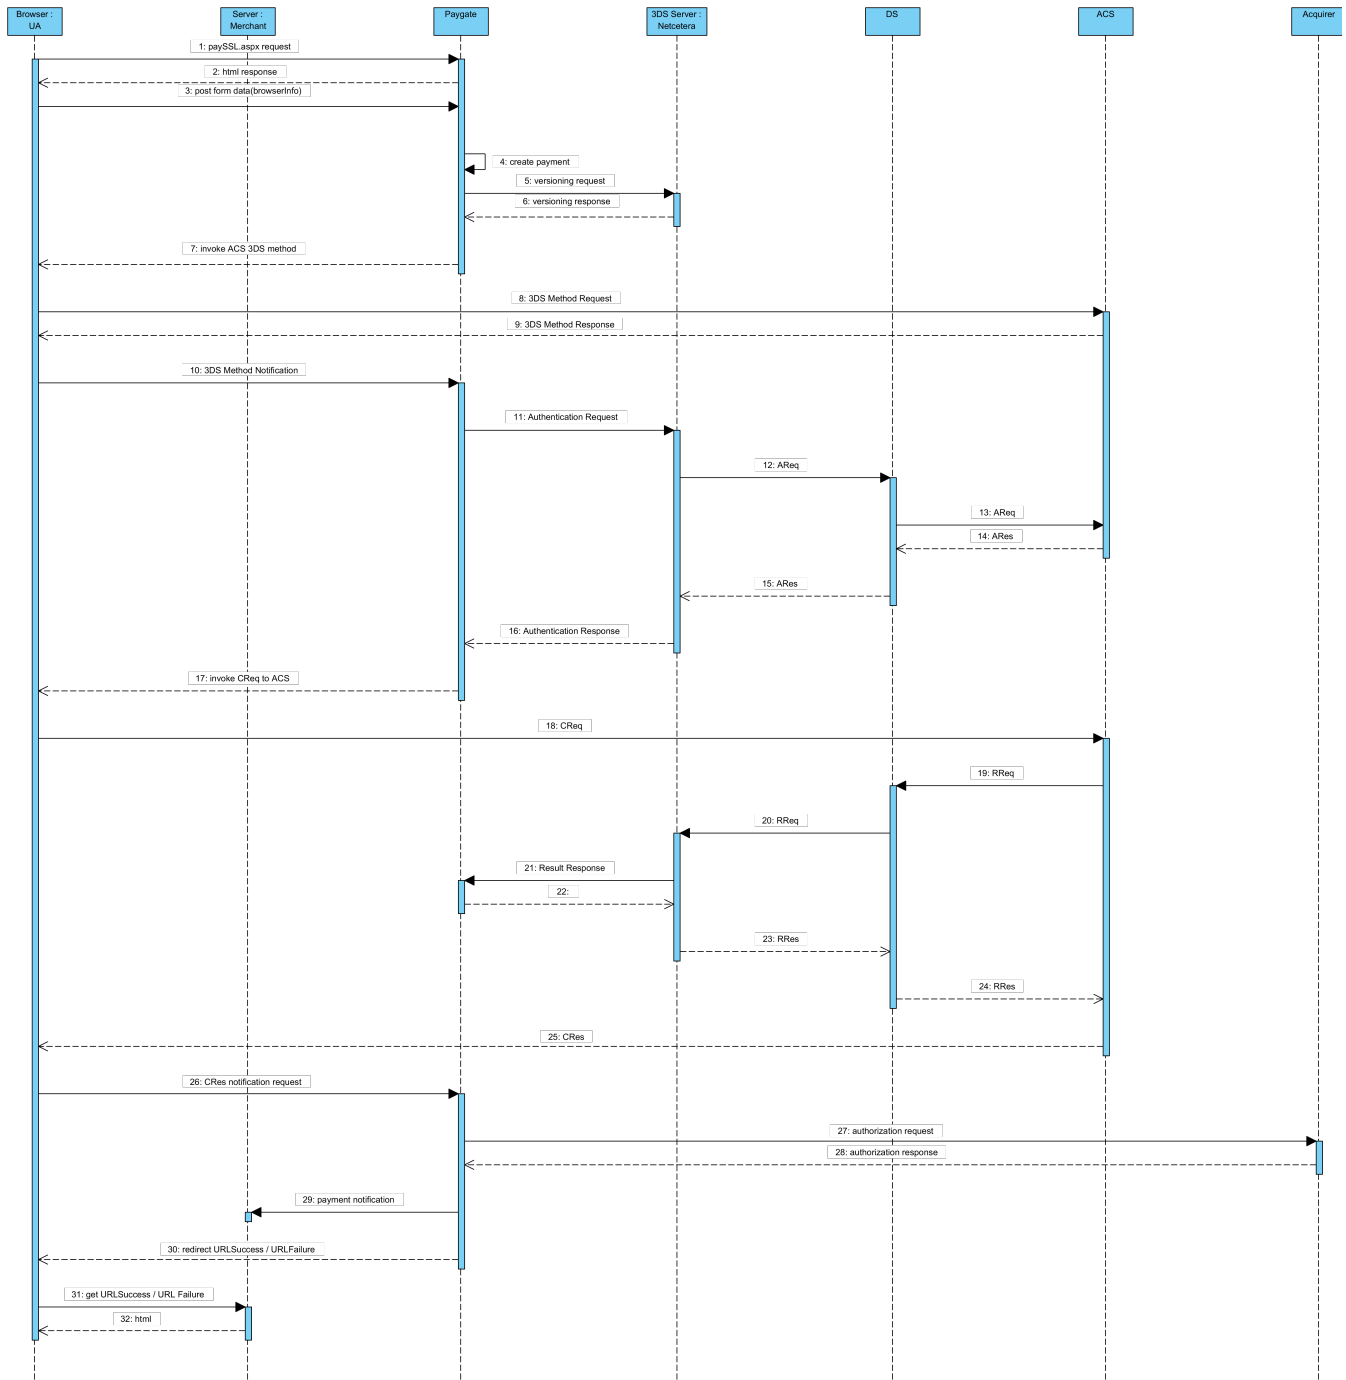 Browser :
UA
Server :
Merchant
Paygate
3DS Server :
Netcetera
DS
ACS
Acquirer
1: paySSL.aspx request
2: html response
3: post form data(browserInfo)
4: create payment
5: versioning request
6: versioning response
7: invoke ACS 3DS method
8: 3DS Method Request
9: 3DS Method Response
10: 3DS Method Notification
11: Authentication Request
12: AReq
13: AReq
14: ARes
15: ARes
16: Authentication Response
17: invoke CReq to ACS
18: CReq
19: RReq
20: RReq
21: Result Response
22:
23: RRes
24: RRes
25: CRes
26: CRes notification request
27: authorization request
28: authorization response
29: payment notification
30: redirect URLSuccess / URLFailure
31: get URLSuccess / URL Failure
32: html